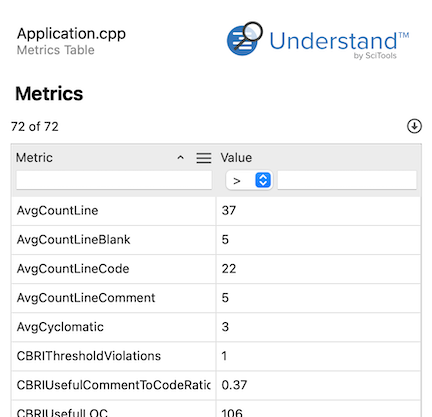 Application.cpp
Metrics Table
Understand™
by SciTools
Metrics
72 of 72
Metric Value
>
AvgCountLine 37
AvgCountLineBlank 5
AvgCountLineCode 22
AvgCountLineComment 5
AvgCyclomatic 3
CBRIThresholdViolations 1
CBRIUsefulCommentToCodeRatio 0.37
CBRIUsefulLOC 106